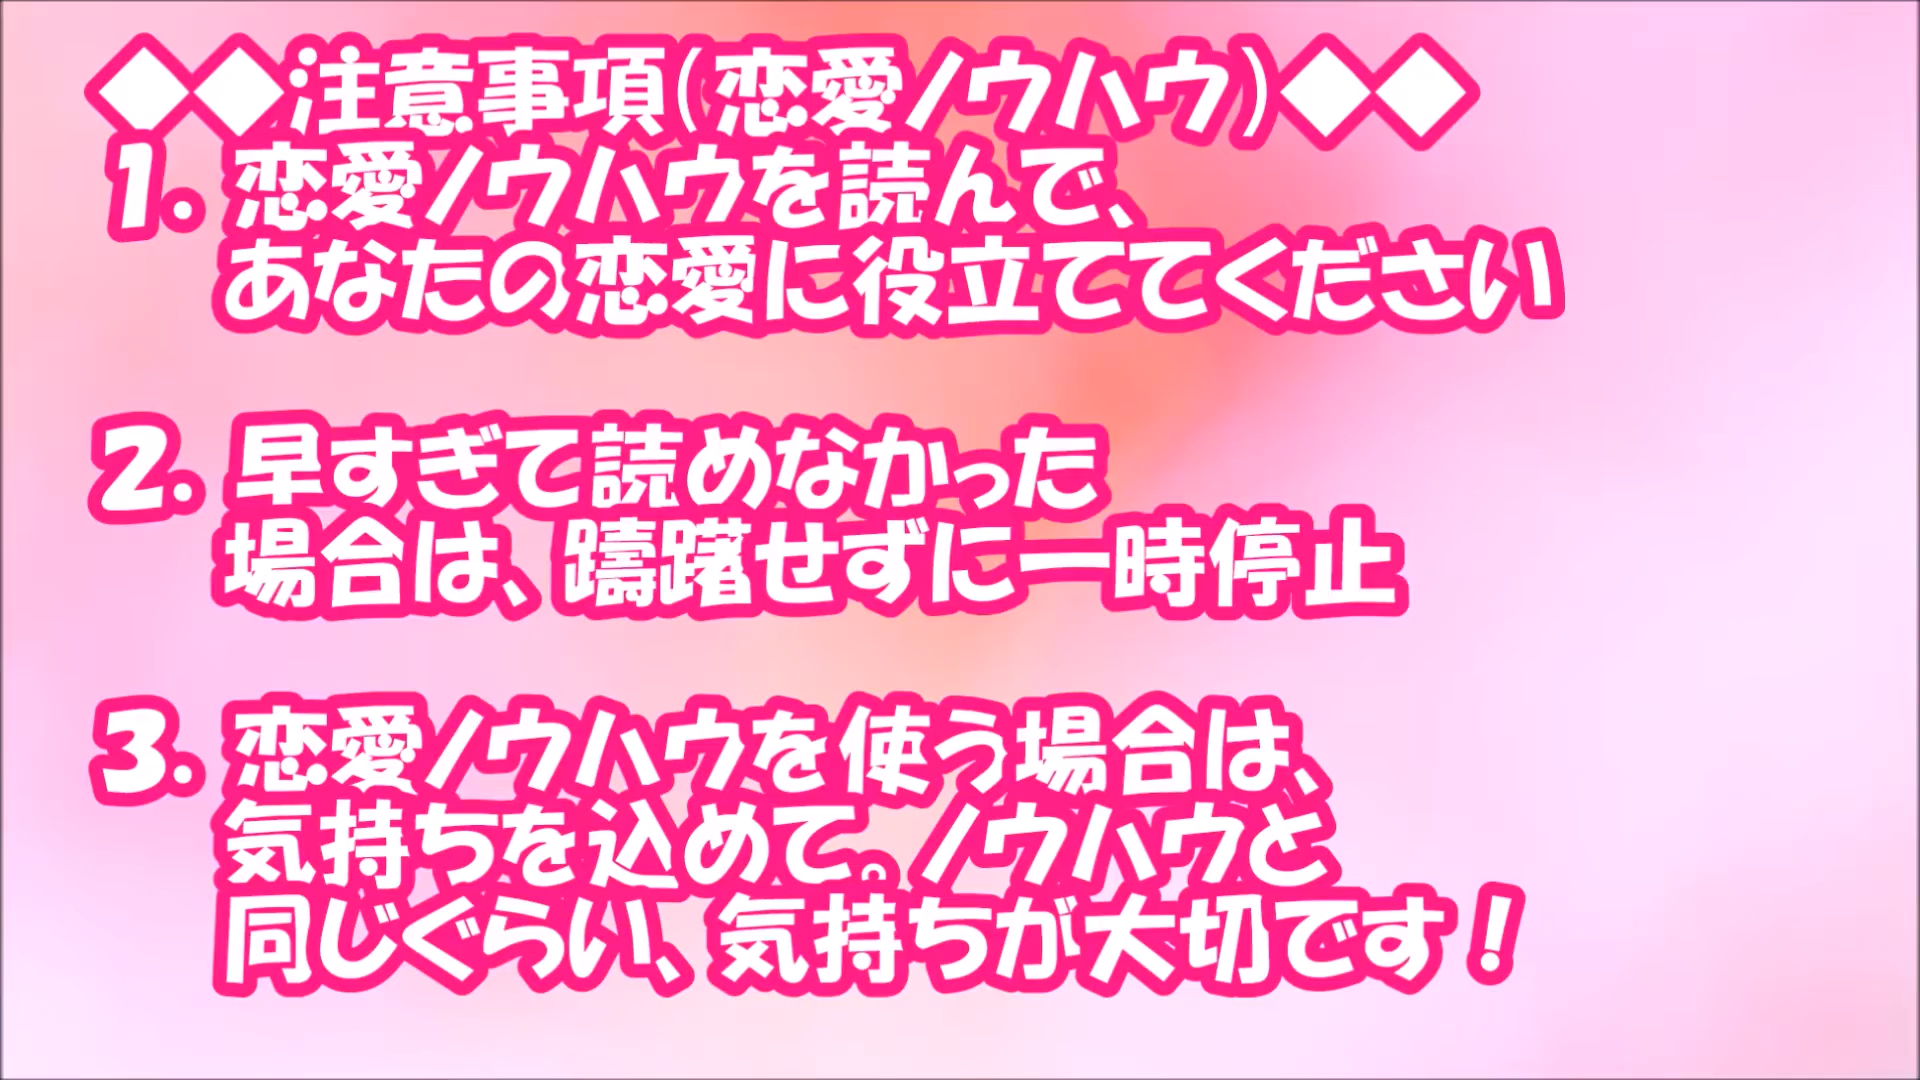 ◆◆注意事項(恋愛ノウハウ)◆◆
1. 恋愛ノウハウを読んで、
あなたの恋愛に役立ててください
2. 早すぎて読めなかった
場合は、躊躇せずに一時停止
3. 恋愛ノウハウを使う場合は、
気持ちを込めて。ノウハウと
同じぐらい、気持ちが大切です!